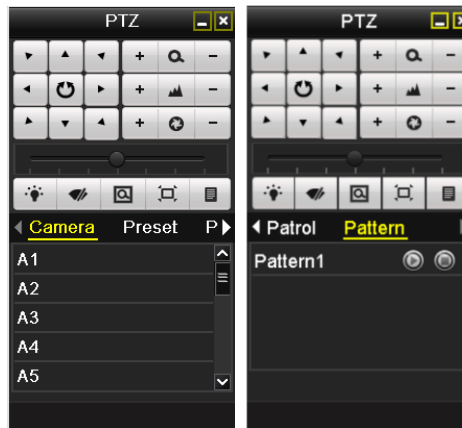 PTZ
Camera Preset P
A1
A2
A3
A4
A5
PTZ
Patrol Pattern
Pattern1